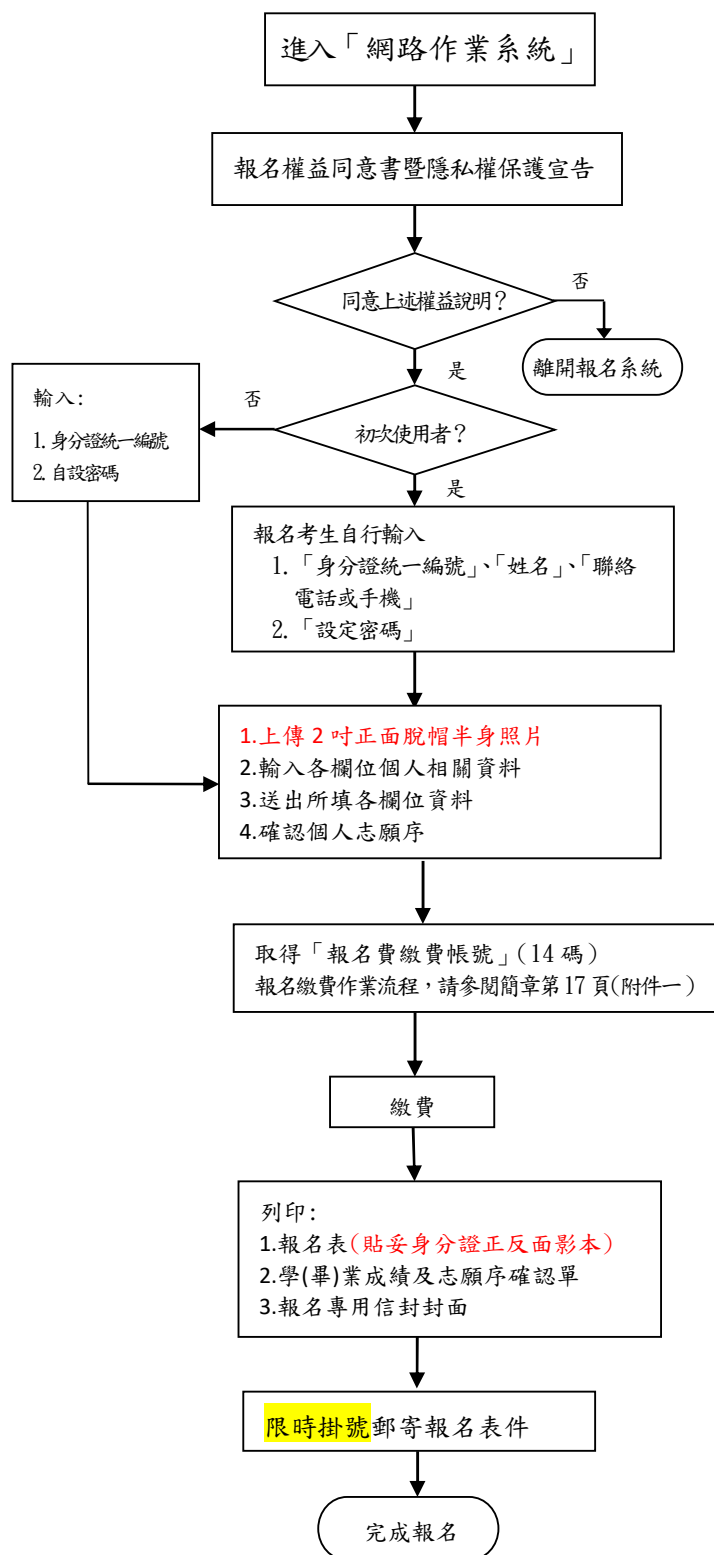 進入「網路作業系統」
報名權益同意書暨隱私權保護宣告
同意上述權益說明？
否
離開報名系統
是
初次使用者？
否
輸入：
1. 身分證統一編號
2. 自設密碼
是
報名考生自行輸入
1. 「身分證統一編號」、「姓名」、「聯絡
電話或手機」
2. 「設定密碼」
1.上傳 2 吋正面脫帽半身照片
2.輸入各欄位個人相關資料
3.送出所填各欄位資料
4.確認個人志願序
取得「報名費繳費帳號」(14 碼)
報名繳費作業流程，請參閱簡章第 17 頁(附件一)
繳費
列印：
1.報名表(貼妥身分證正反面影本)
2.學(畢)業成績及志願序確認單
3.報名專用信封封面
限時掛號郵寄報名表件
完成報名